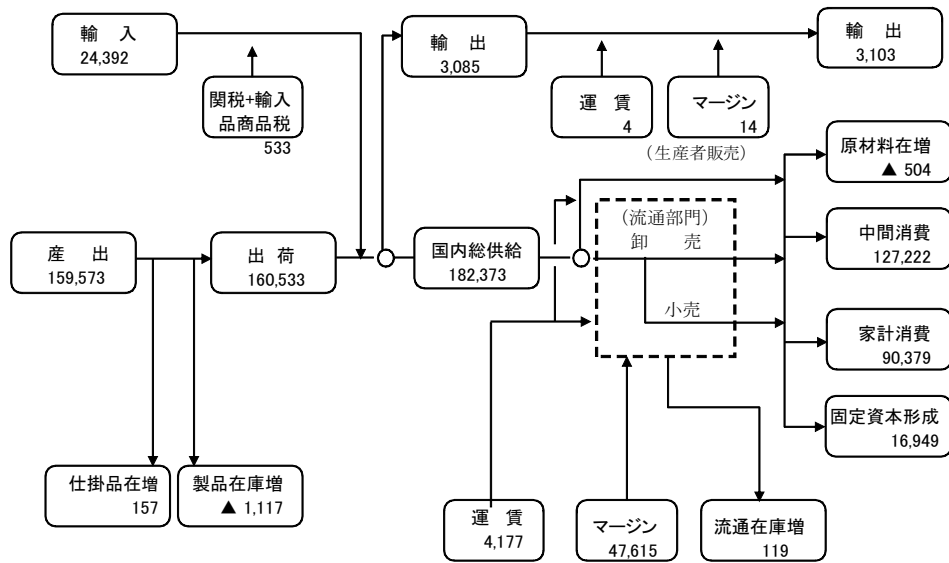 輸 入
24,392
関税+輸入
品商品税
533
輸 出
3,085
運 賃
4
マージン
14
(生産者販売)
輸 出
3,103
産 出
159,573
出 荷
160,533
国内総供給
182,373
(流通部門)
卸 売
小売
原材料在増
▲ 504
中間消費
127,222
家計消費
90,379
固定資本形成
16,949
仕掛品在増
157
製品在庫増
▲ 1,117
運 賃
4,177
マージン
47,615
流通在庫増
119